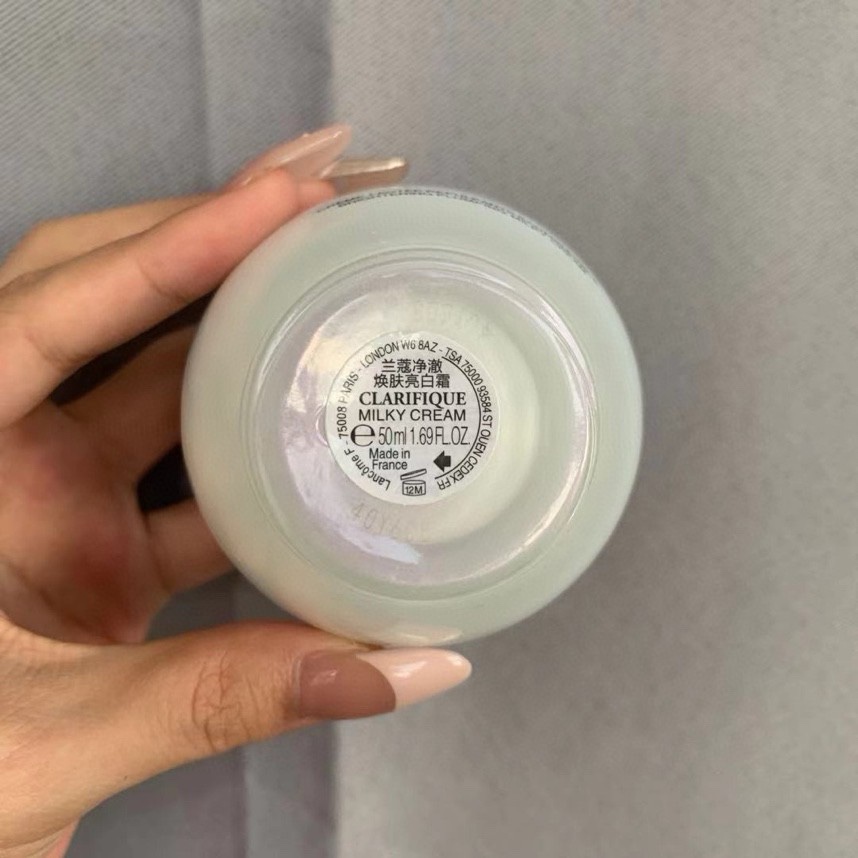 兰蔻净澈
焕肤亮白霜
CLARIFIQUE
MILKY CREAM
℮ 50ml 1.69 FL.OZ.
Made in
France
12M
Lancôme F - 75008 PARIS - LONDON W6 8AZ - TSA 75000 93584 ST OUEN CEDEX FR